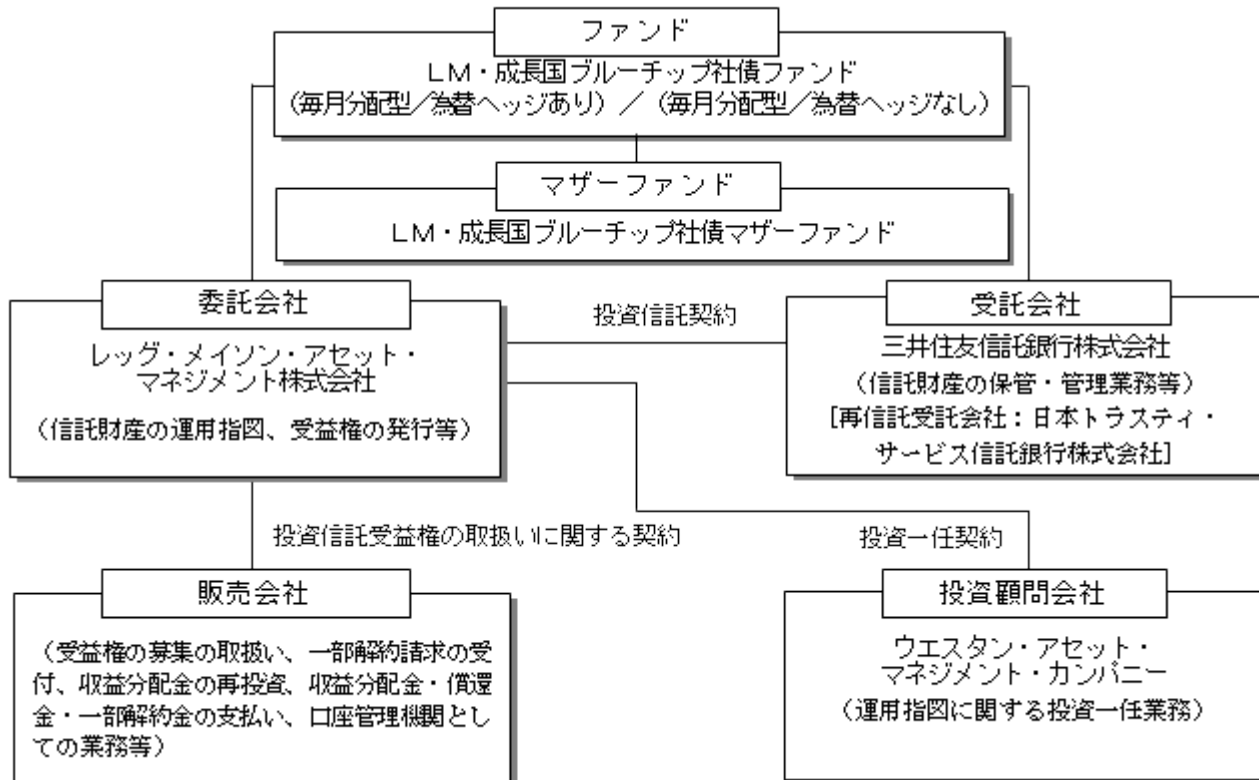 ファンド
LM・成長国ブルーチップ社債ファンド
（毎月分配型／為替ヘッジあり）／（毎月分配型／為替ヘッジなし）
マザーファンド
LM・成長国ブルーチップ社債マザーファンド
委託会社
レッグ・メイソン・アセット・
マネジメント株式会社
（信託財産の運用指図、受益権の発行等）
投資信託契約
受託会社
三井住友信託銀行株式会社
（信託財産の保管・管理業務等）
[再信託受託会社：日本トラスティ・
サービス信託銀行株式会社]
投資信託受益権の取扱いに関する契約
投資一任契約
販売会社
（受益権の募集の取扱い、一部解約請求の受
付、収益分配金の再投資、収益分配金・償還
金・一部解約金の支払い、口座管理機関とし
ての業務等）
投資顧問会社
ウエスタン・アセット・
マネジメント・カンパニー
（運用指図に関する投資一任業務）